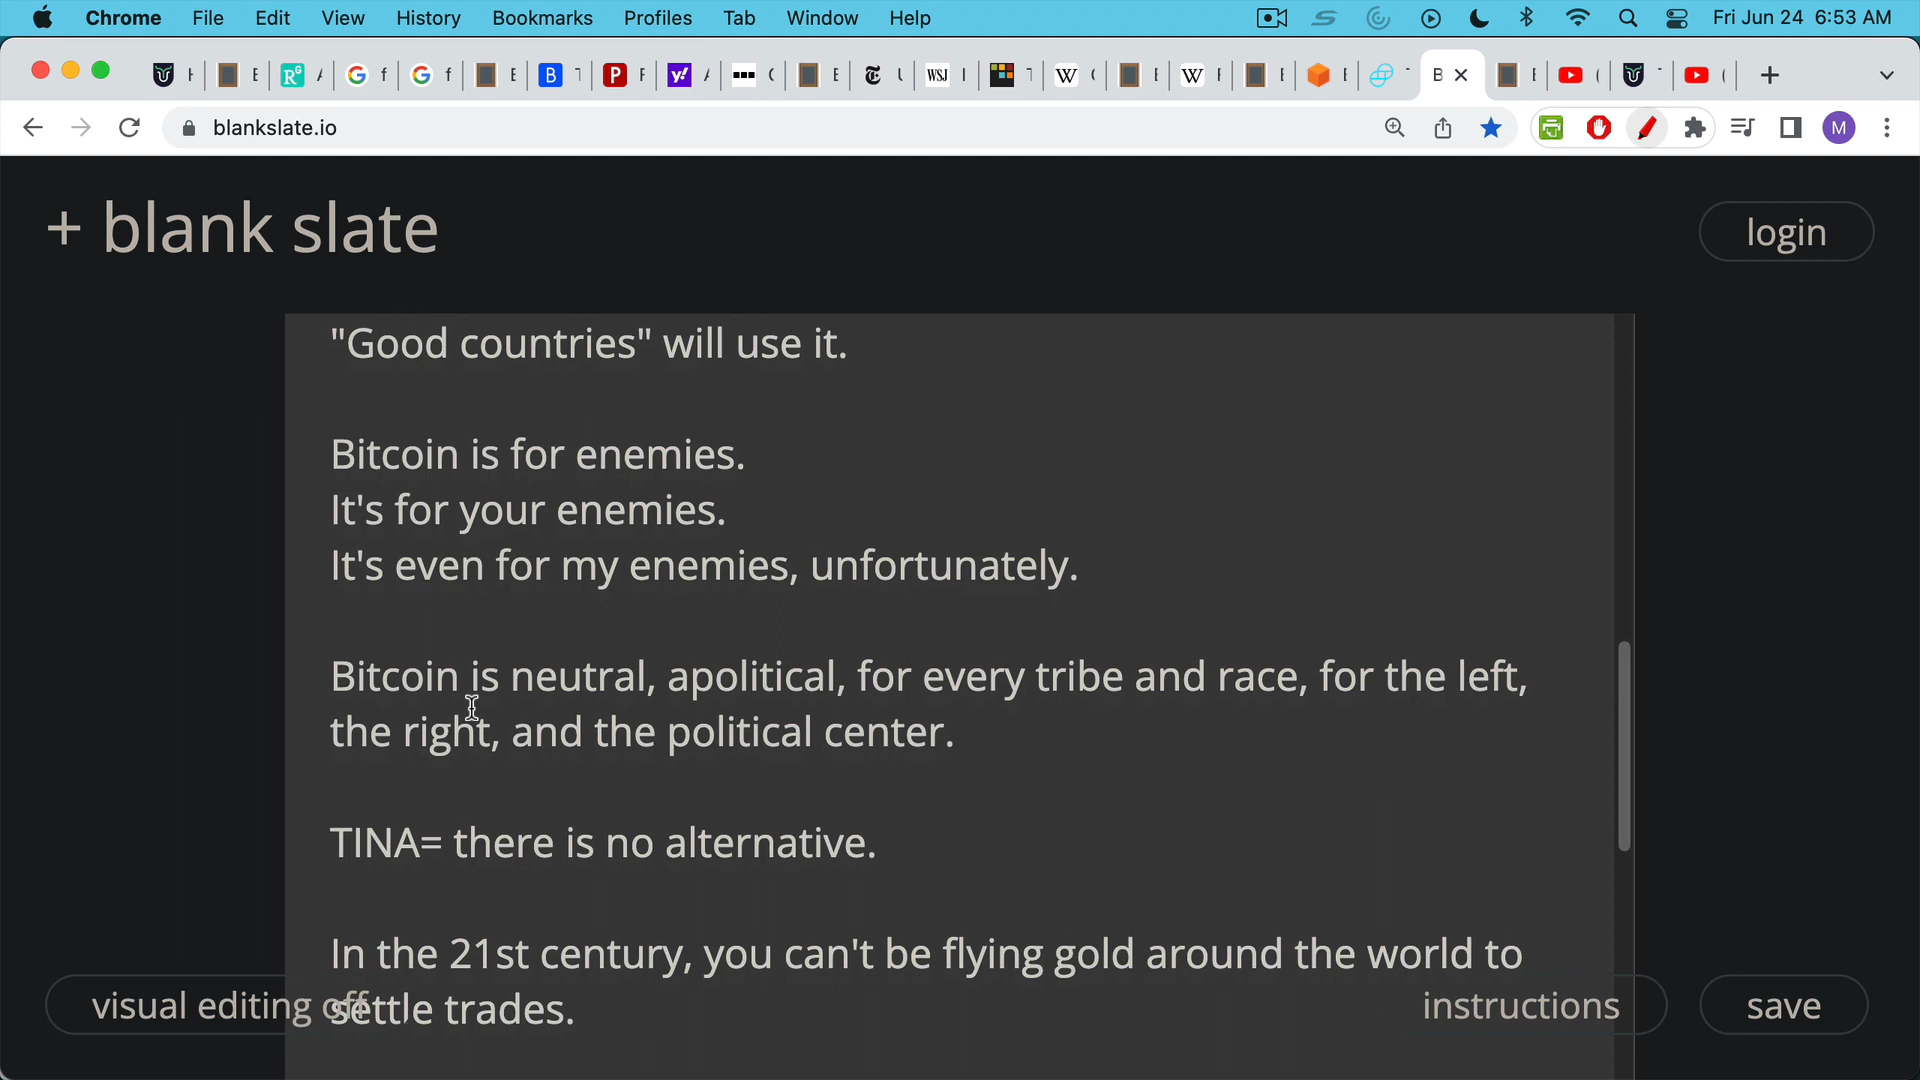 Chrome File Edit View History Bookmarks Profiles Tab Window Help Fri Jun 24 6:53 AM
blankslate.io
M
+ blank slate
login
"Good countries" will use it.
Bitcoin is for enemies.
It's for your enemies.
It's even for my enemies, unfortunately.
Bitcoin is neutral, apolitical, for every tribe and race, for the left,
the right, and the political center.
TINA= there is no alternative.
In the 21st century, you can't be flying gold around the world to
settle trades.
visual editing off
instructions
save